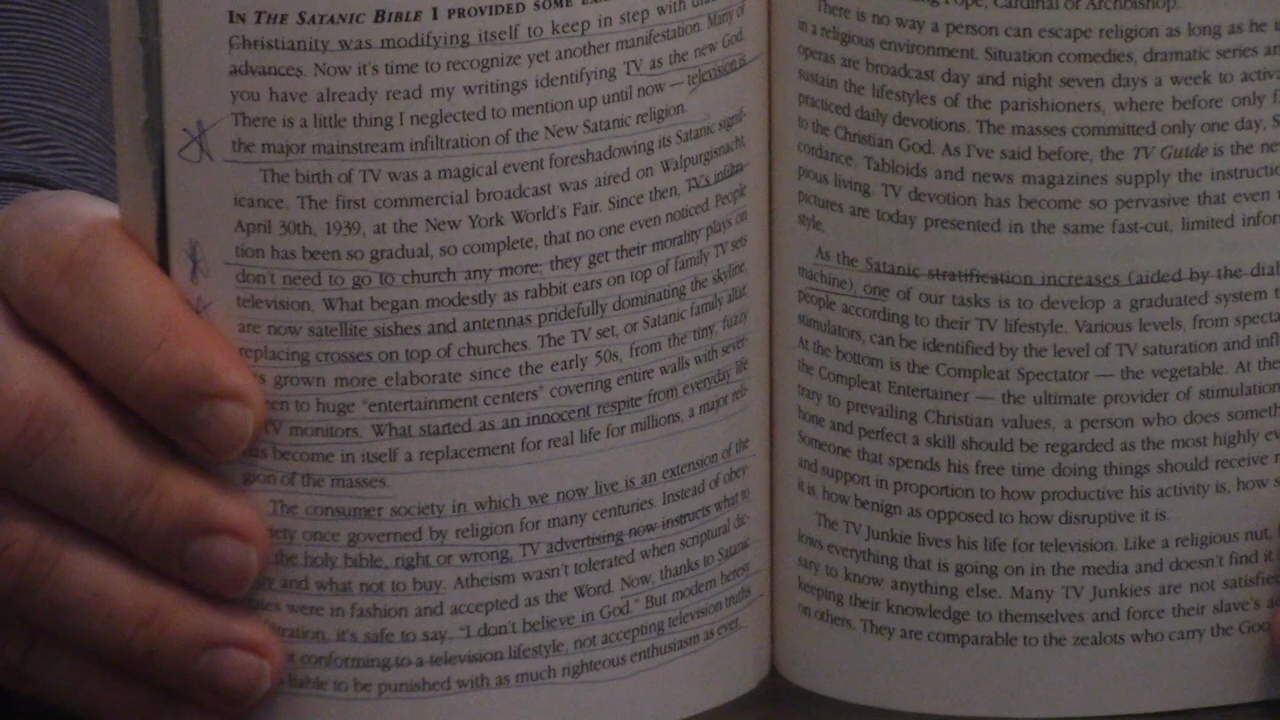 IN THE SATANIC BIBLE I PROVIDED SOME
Christianity was modifying itself to keep in step with
advances. Now it's time to recognize yet another manifestation. Many of
you have already read my writings identifying TV as the new God.
There is a little thing I neglected to mention up until now — television is
the major mainstream infiltration of the New Satanic religion.
The birth of TV was a magical event foreshadowing its Satanic signif-
icance. The first commercial broadcast was aired on Walpurgisnacht,
April 30th, 1939, at the New York World's Fair. Since then, TV's infiltra-
tion has been so gradual, so complete, that no one even noticed. People
don't need to go to church any more; they get their morality plays on
television. What began modestly as rabbit ears on top of family TV sets
are now satellite sishes and antennas pridefully dominating the skyline,
replacing crosses on top of churches. The TV set, or Satanic family altar,
grown more elaborate since the early 50s, from the tiny, fuzzy
to huge "entertainment centers" covering entire walls with sever-
TV monitors. What started as an innocent respite from everyday life
has become in itself a replacement for real life for millions, a major reli-
gion of the masses.
The consumer society in which we now live is an extension of the
once governed by religion for many centuries. Instead of obey-
the holy bible, right or wrong, TV advertising now instructs what to
and what not to buy. Atheism wasn't tolerated when scriptural dic-
were in fashion and accepted as the Word. Now, thanks to Satanic
it's safe to say, "I don't believe in God." But modern heresy
conforming to a television lifestyle, not accepting television truths
liable to be punished with as much righteous enthusiasm as ever.
Pope, Cardinal or Archbishop.
There is no way a person can escape religion as long as he
in a religious environment. Situation comedies, dramatic series
operas are broadcast day and night seven days a week to
sustain the lifestyles of the parishioners, where before only
practiced daily devotions. The masses committed only one day,
to the Christian God. As I've said before, the TV Guide is the
cordance. Tabloids and news magazines supply the
pious living. TV devotion has become so pervasive that even
pictures are today presented in the same fast-cut, limited
style.
As the Satanic stratification increases (aided by the
machine), one of our tasks is to develop a graduated system
people according to their TV lifestyle. Various levels, from
stimulators, can be identified by the level of TV saturation and
At the bottom is the Compleat Spectator — the vegetable. At the
the Compleat Entertainer — the ultimate provider of
trary to prevailing Christian values, a person who does
hone and perfect a skill should be regarded as the most highly
Someone that spends his free time doing things should receive
and support in proportion to how productive his activity is, how
it is, how benign as opposed to how disruptive it is.
The TV Junkie lives his life for television. Like a religious nut,
lows everything that is going on in the media and doesn't find it
sary to know anything else. Many TV Junkies are not
keeping their knowledge to themselves and force their slave's
on others. They are comparable to the zealots who carry the